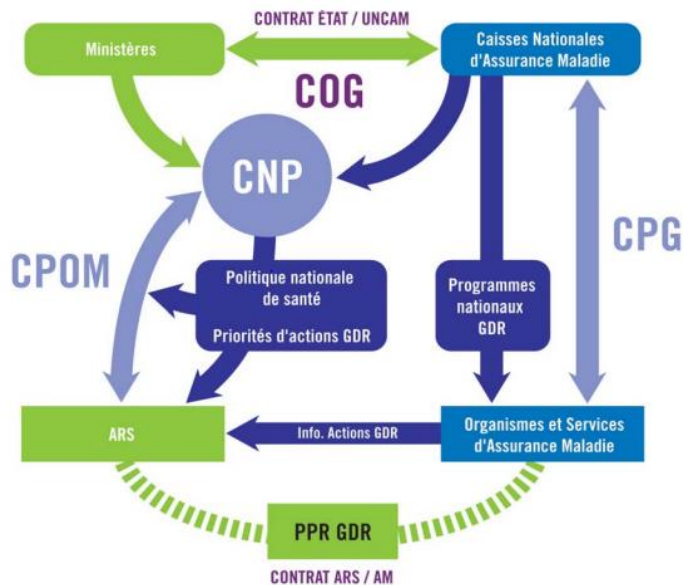 CONTRAT ÉTAT / UNCAM
Ministères
Caisses Nationales
d'Assurance Maladie
COG
CNP
CPOM
CPG
Politique nationale
de santé
Priorités d'actions GDR
Programmes
nationaux
GDR
ARS
Info. Actions GDR
Organismes et Services
d'Assurance Maladie
PPR GDR
CONTRAT ARS / AM